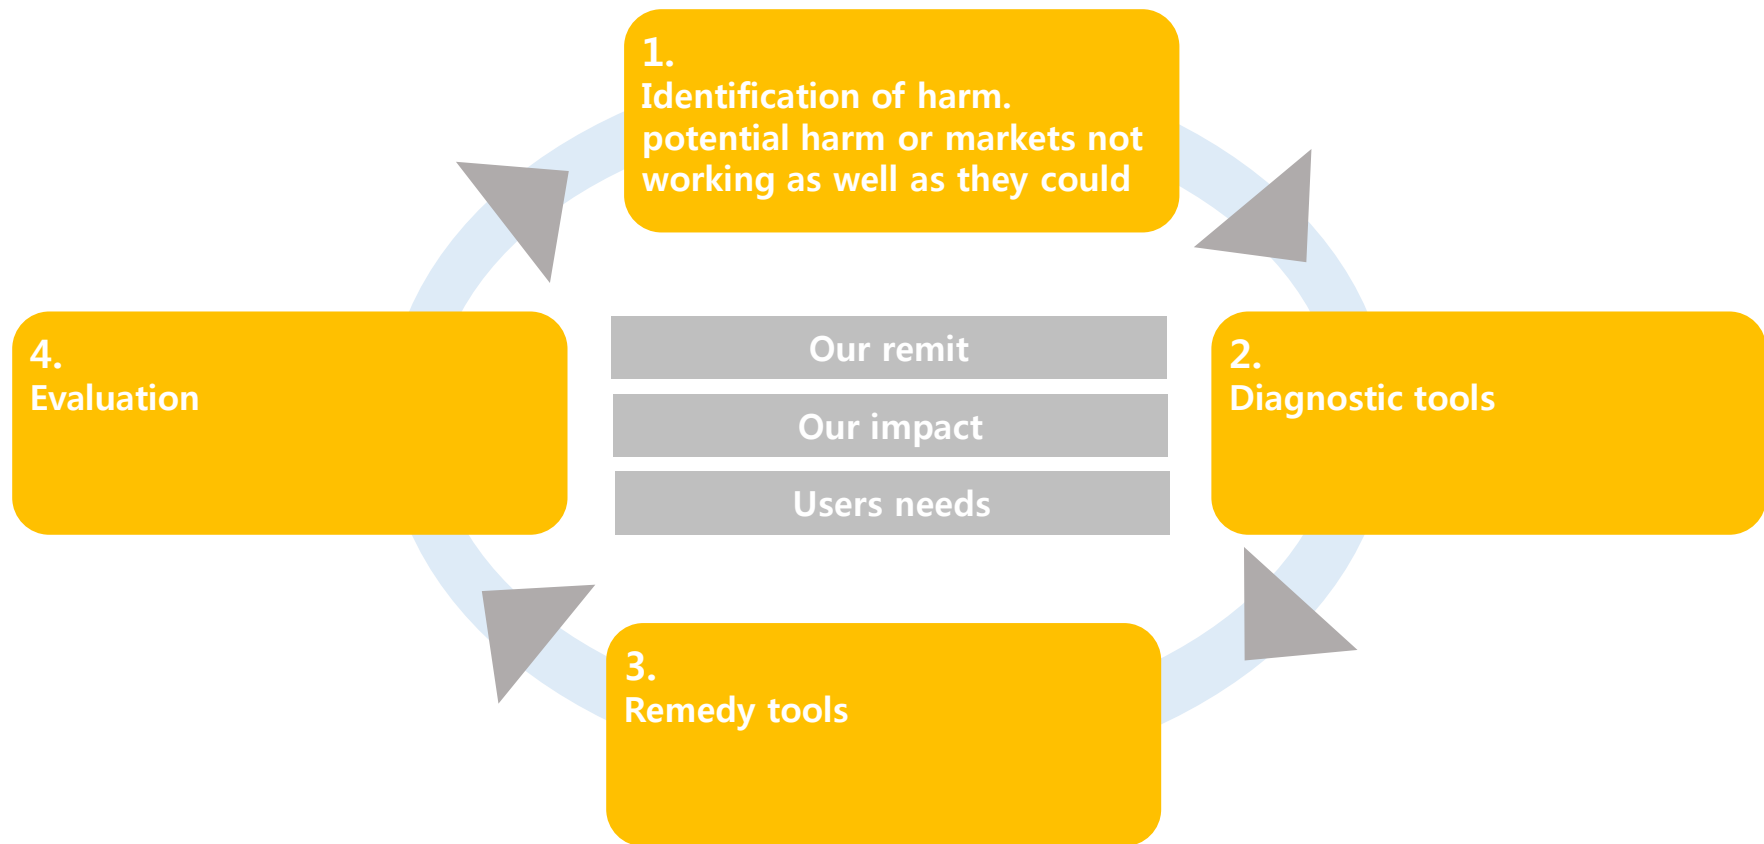 1.
Identification of harm.
potential harm or markets not
working as well as they could
4.
Evaluation
Our remit
Our impact
Users needs
2.
Diagnostic tools
3.
Remedy tools